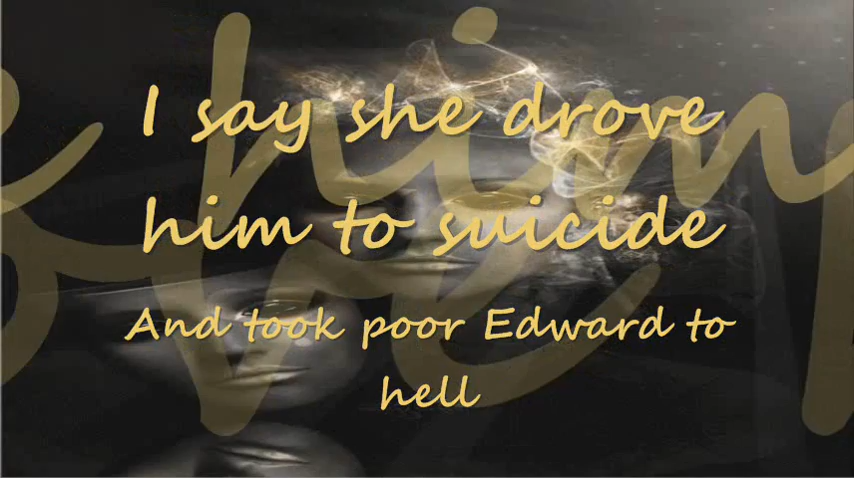 I say she drove
him to suicide
And took poor Edward to
hell